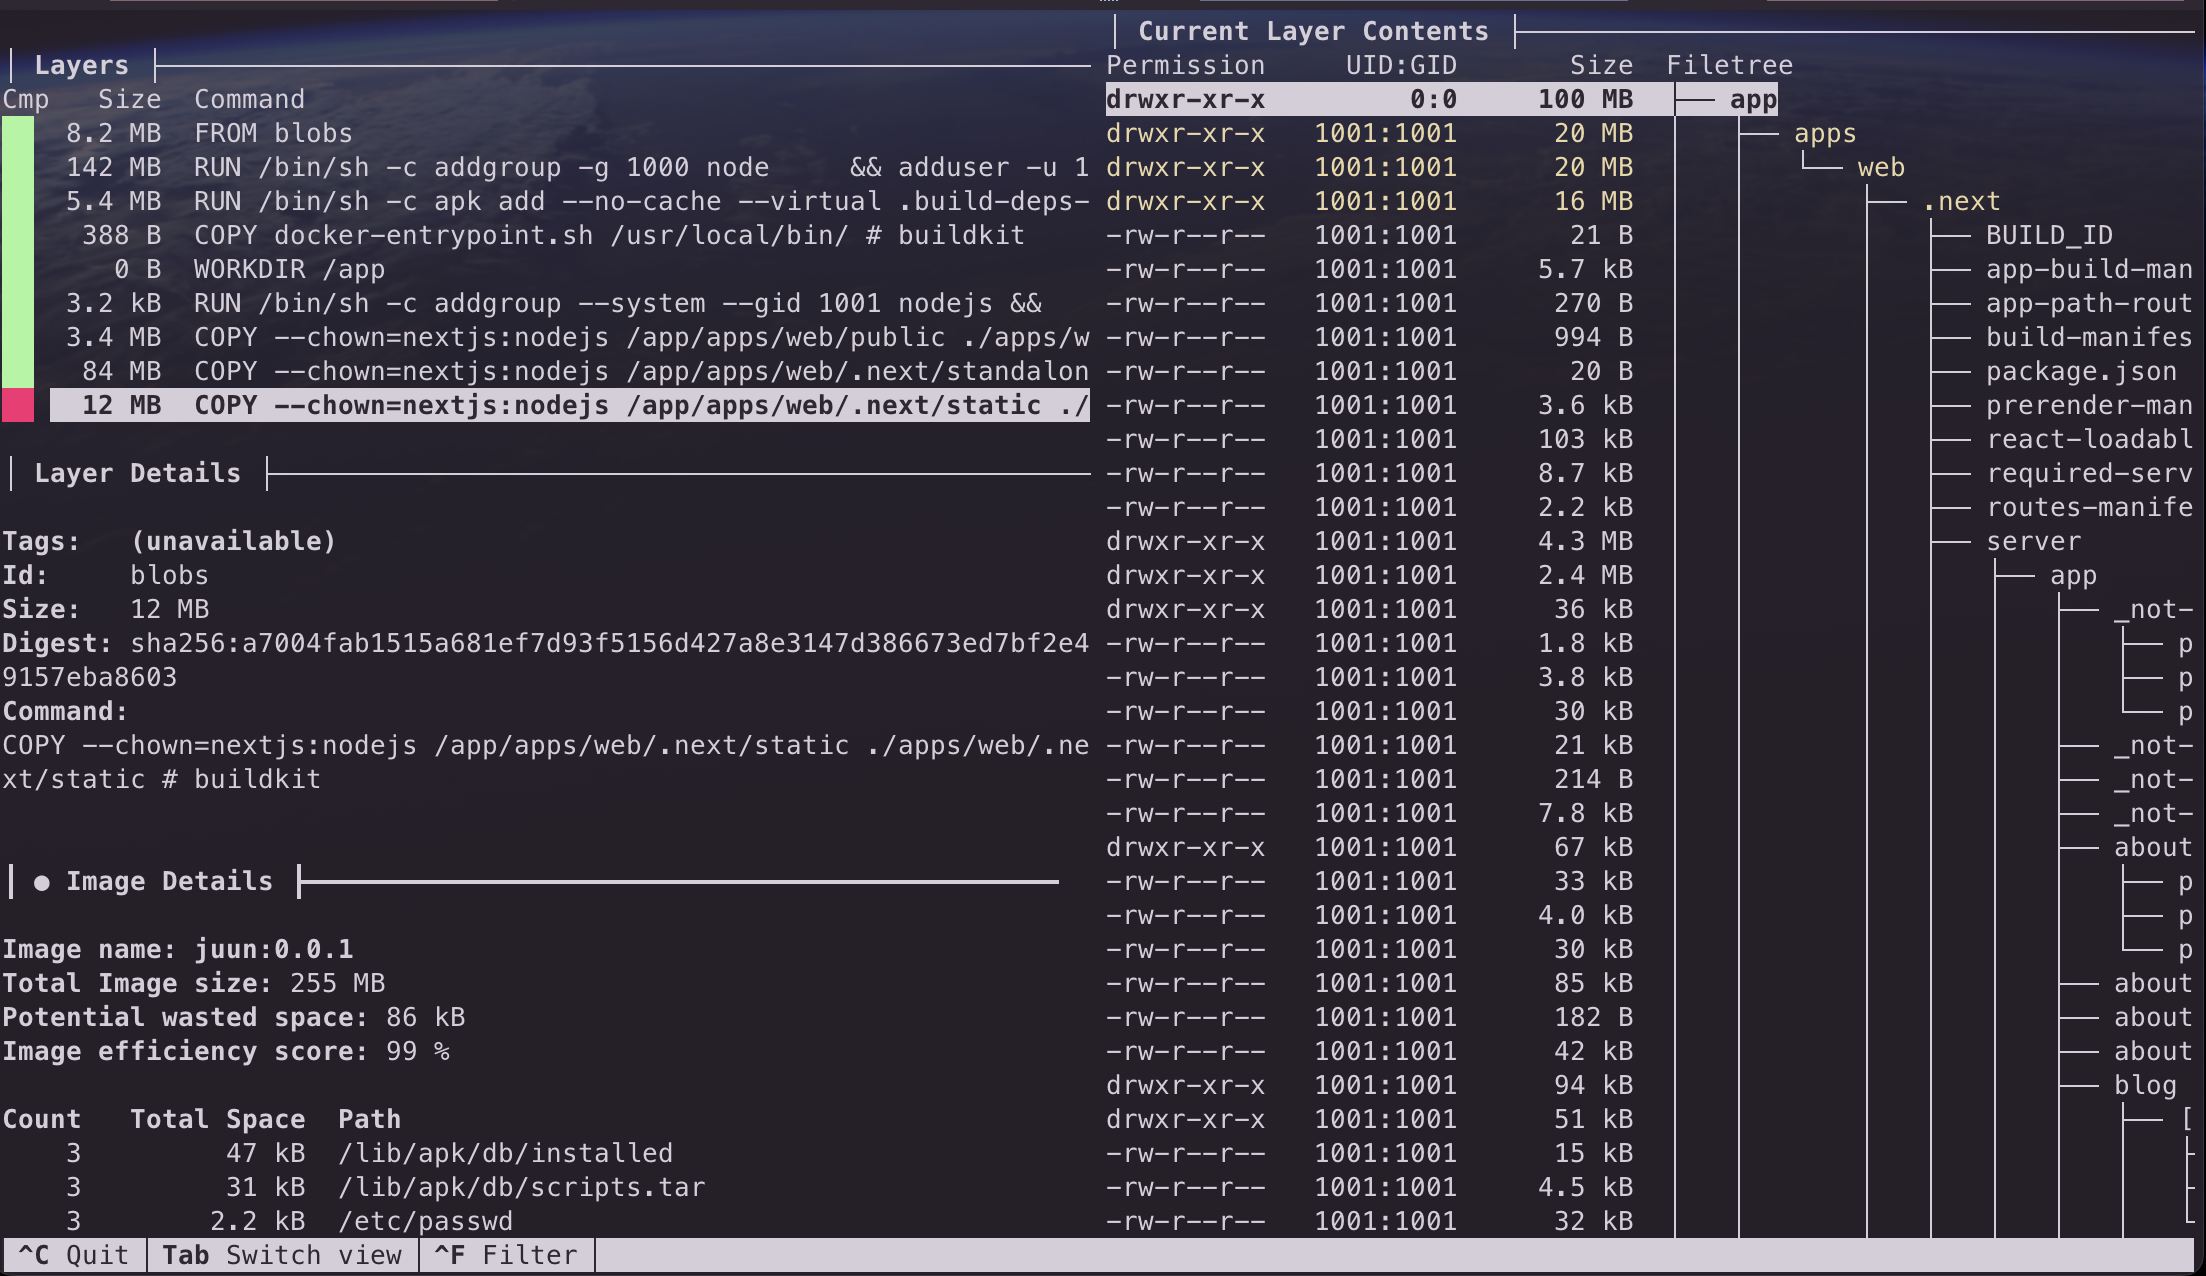 Layers
Cmp Size Command
8.2 MB FROM blobs
142 MB RUN /bin/sh -c addgroup -g 1000 node     && adduser -u 1
5.4 MB RUN /bin/sh -c apk add --no-cache --virtual .build-deps-
388 B COPY docker-entrypoint.sh /usr/local/bin/ # buildkit
0 B WORKDIR /app
3.2 kB RUN /bin/sh -c addgroup --system --gid 1001 nodejs &&
3.4 MB COPY --chown=nextjs:nodejs /app/apps/web/public ./apps/w
84 MB COPY --chown=nextjs:nodejs /app/apps/web/.next/standalon
12 MB COPY --chown=nextjs:nodejs /app/apps/web/.next/static ./
Layer Details
Tags: (unavailable)
Id: blobs
Size: 12 MB
Digest: sha256:a7004fab1515a681ef7d93f5156d427a8e3147d386673ed7bf2e4
9157eba8603
Command:
COPY --chown=nextjs:nodejs /app/apps/web/.next/static ./apps/web/.ne
xt/static # buildkit
● Image Details
Image name: juun:0.0.1
Total Image size: 255 MB
Potential wasted space: 86 kB
Image efficiency score: 99 %
Count Total Space Path
3 47 kB /lib/apk/db/installed
3 31 kB /lib/apk/db/scripts.tar
3 2.2 kB /etc/passwd
Current Layer Contents
Permission UID:GID Size Filetree
drwxr-xr-x 0:0 100 MB app
drwxr-xr-x 1001:1001 20 MB apps
drwxr-xr-x 1001:1001 20 MB web
drwxr-xr-x 1001:1001 16 MB .next
-rw-r--r-- 1001:1001 21 B BUILD_ID
-rw-r--r-- 1001:1001 5.7 kB app-build-man
-rw-r--r-- 1001:1001 270 B app-path-rout
-rw-r--r-- 1001:1001 994 B build-manifes
-rw-r--r-- 1001:1001 20 B package.json
-rw-r--r-- 1001:1001 3.6 kB prerender-man
-rw-r--r-- 1001:1001 103 kB react-loadabl
-rw-r--r-- 1001:1001 8.7 kB required-serv
-rw-r--r-- 1001:1001 2.2 kB routes-manife
drwxr-xr-x 1001:1001 4.3 MB server
drwxr-xr-x 1001:1001 2.4 MB app
drwxr-xr-x 1001:1001 36 kB _not-
-rw-r--r-- 1001:1001 1.8 kB p
-rw-r--r-- 1001:1001 3.8 kB p
-rw-r--r-- 1001:1001 30 kB p
-rw-r--r-- 1001:1001 21 kB _not-
-rw-r--r-- 1001:1001 214 B _not-
-rw-r--r-- 1001:1001 7.8 kB _not-
drwxr-xr-x 1001:1001 67 kB about
-rw-r--r-- 1001:1001 33 kB p
-rw-r--r-- 1001:1001 4.0 kB p
-rw-r--r-- 1001:1001 30 kB p
-rw-r--r-- 1001:1001 85 kB about
-rw-r--r-- 1001:1001 182 B about
-rw-r--r-- 1001:1001 42 kB about
drwxr-xr-x 1001:1001 94 kB blog
drwxr-xr-x 1001:1001 51 kB [
-rw-r--r-- 1001:1001 15 kB
-rw-r--r-- 1001:1001 4.5 kB
-rw-r--r-- 1001:1001 32 kB
^C Quit Tab Switch view ^F Filter